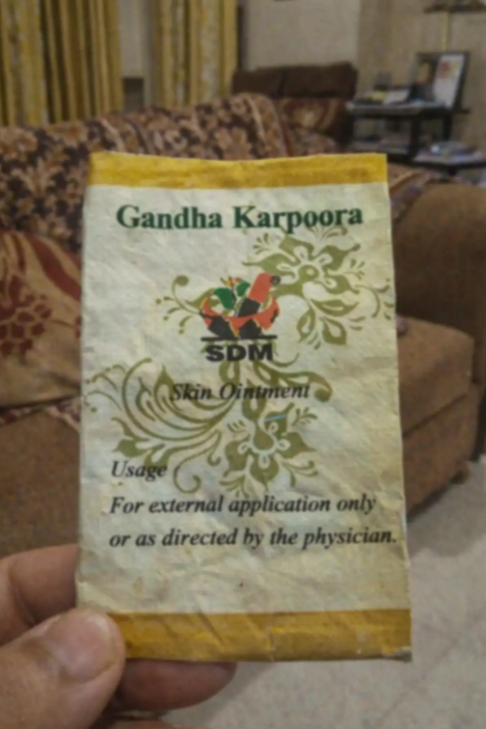 Gandha Karpoora
SDM
Skin Ointment
Usage
For external application only
or as directed by the physician.